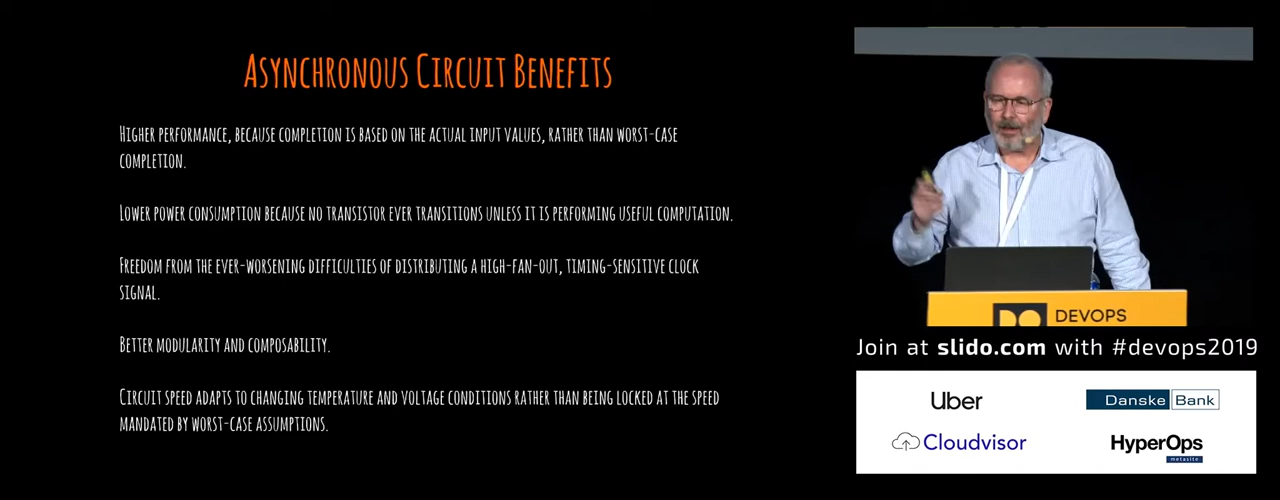 Asynchronous Circuit Benefits
Higher performance, because completion is based on the actual input values, rather than worst-case
completion.
Lower power consumption because no transistor ever transitions unless it is performing useful computation.
Freedom from the ever-worsening difficulties of distributing a high-fan-out, timing-sensitive clock
signal.
Better modularity and composability.
Circuit speed adapts to changing temperature and voltage conditions rather than being locked at the speed
mandated by worst-case assumptions.
DEVOPS
Join at slido.com with #devops2019
Uber
Danske Bank
Cloudvisor
HyperOps
metasite